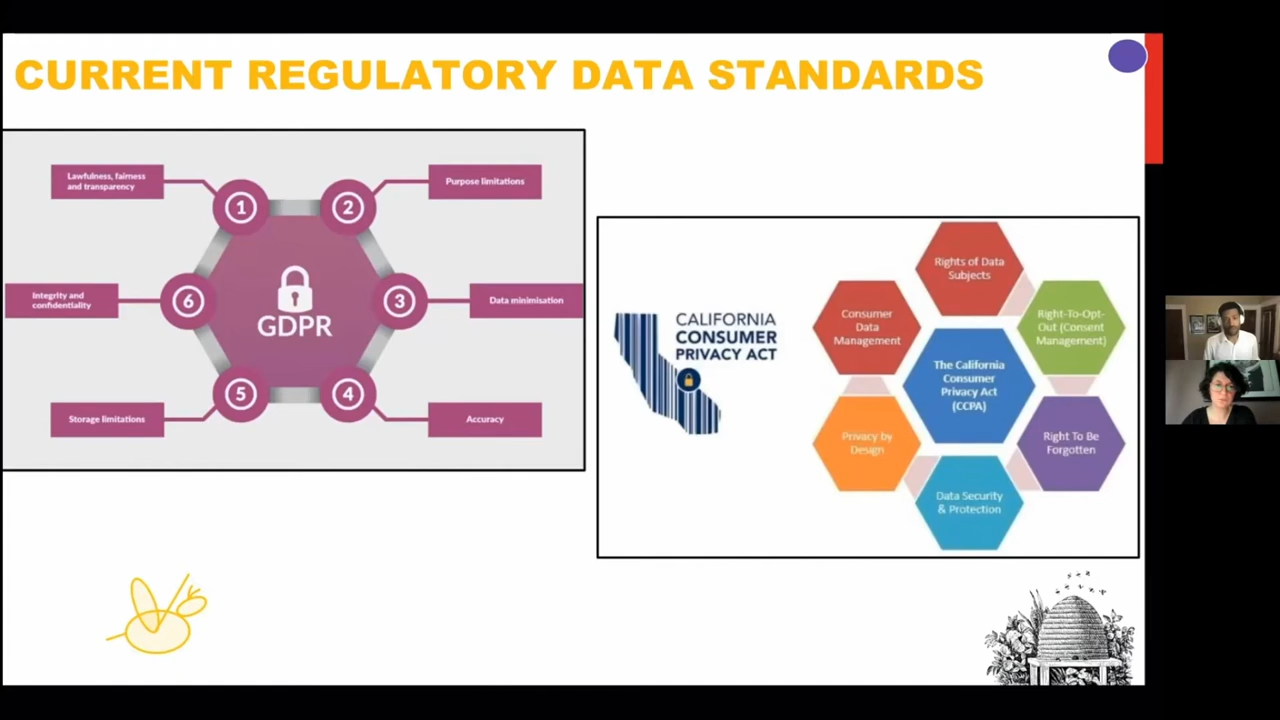 CURRENT REGULATORY DATA STANDARDS
Lawfulness, fairness
and transparency
1
2
Purpose limitations
Integrity and
confidentiality
6
GDPR
3
Data minimisation
Storage limitations
5
4
Accuracy
CALIFORNIA
CONSUMER
PRIVACY ACT
Rights of Data
Subjects
Consumer
Data
Management
Right-To-Opt-
Out (Consent
Management)
The California
Consumer
Privacy Act
(CCPA)
Privacy by
Design
Right To Be
Forgotten
Data Security
& Protection